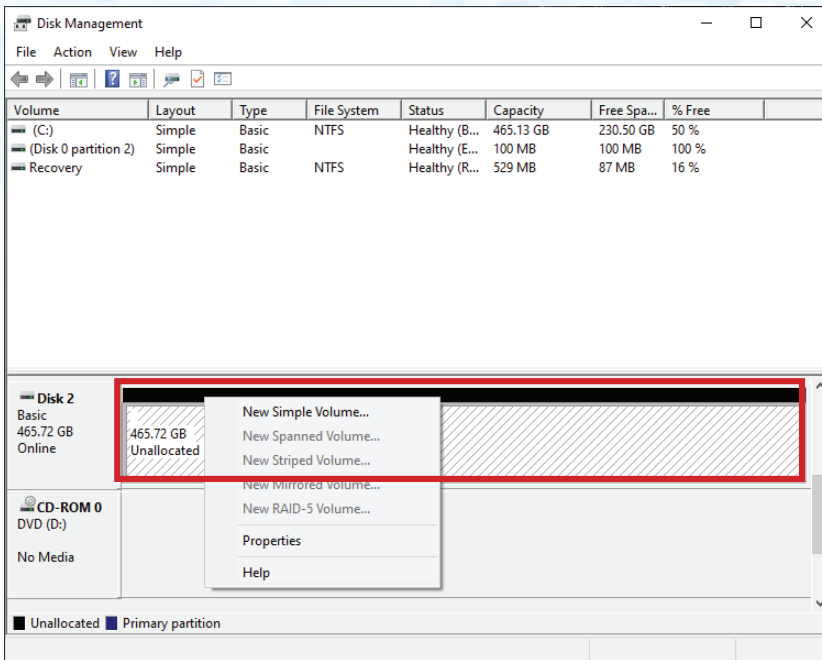 Disk Management
File Action View Help
Volume Layout Type File System Status Capacity Free Spa... % Free
(C:) Simple Basic NTFS Healthy (B... 465.13 GB 230.50 GB 50 %
(Disk 0 partition 2) Simple Basic Healthy (E... 100 MB 100 MB 100 %
Recovery Simple Basic NTFS Healthy (R... 529 MB 87 MB 16 %
Disk 2
Basic
465.72 GB
Online
465.72 GB
Unallocated
New Simple Volume...
New Spanned Volume...
New Striped Volume...
New Mirrored Volume...
New RAID-5 Volume...
Properties
Help
CD-ROM 0
DVD (D:)
No Media
Unallocated Primary partition